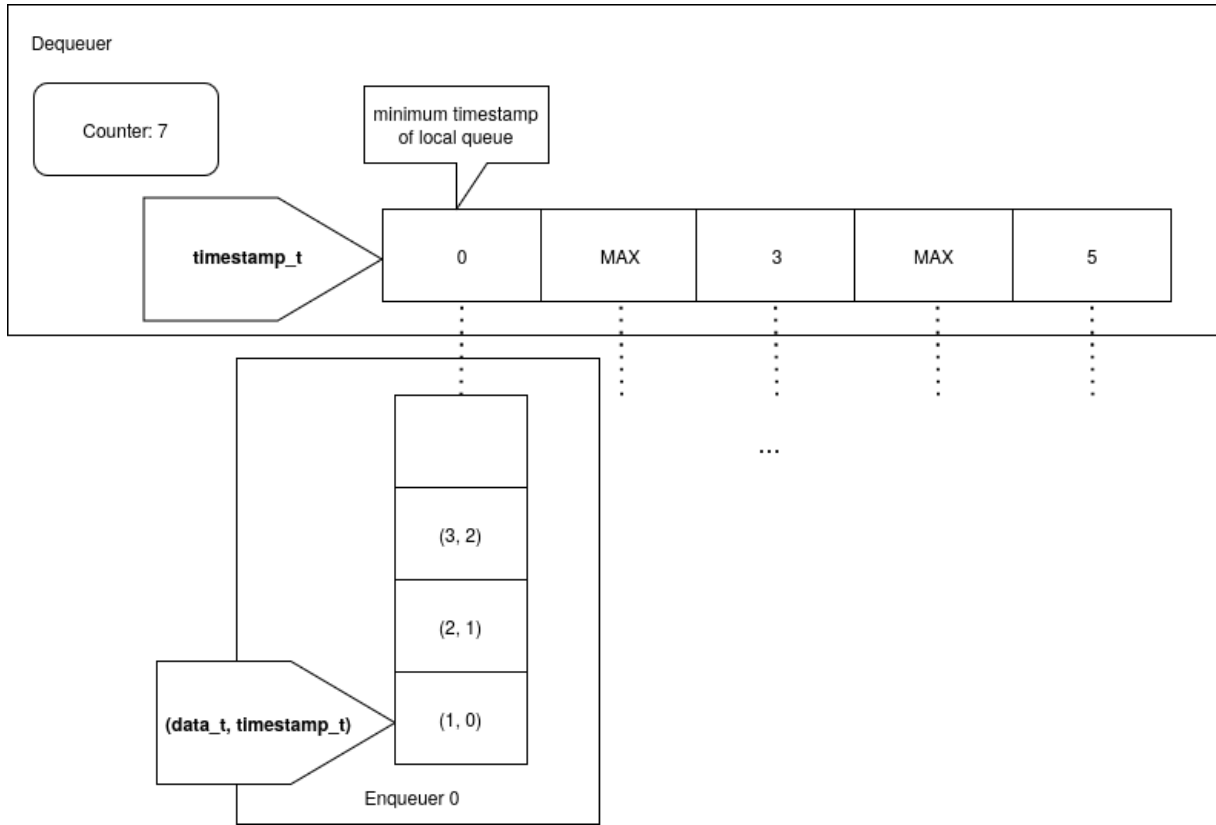 Dequeuer
Counter: 7
minimum timestamp
of local queue
timestamp_t
0
MAX
3
MAX
5
...
(3, 2)
(2, 1)
(data_t, timestamp_t)
(1, 0)
Enqueuer 0